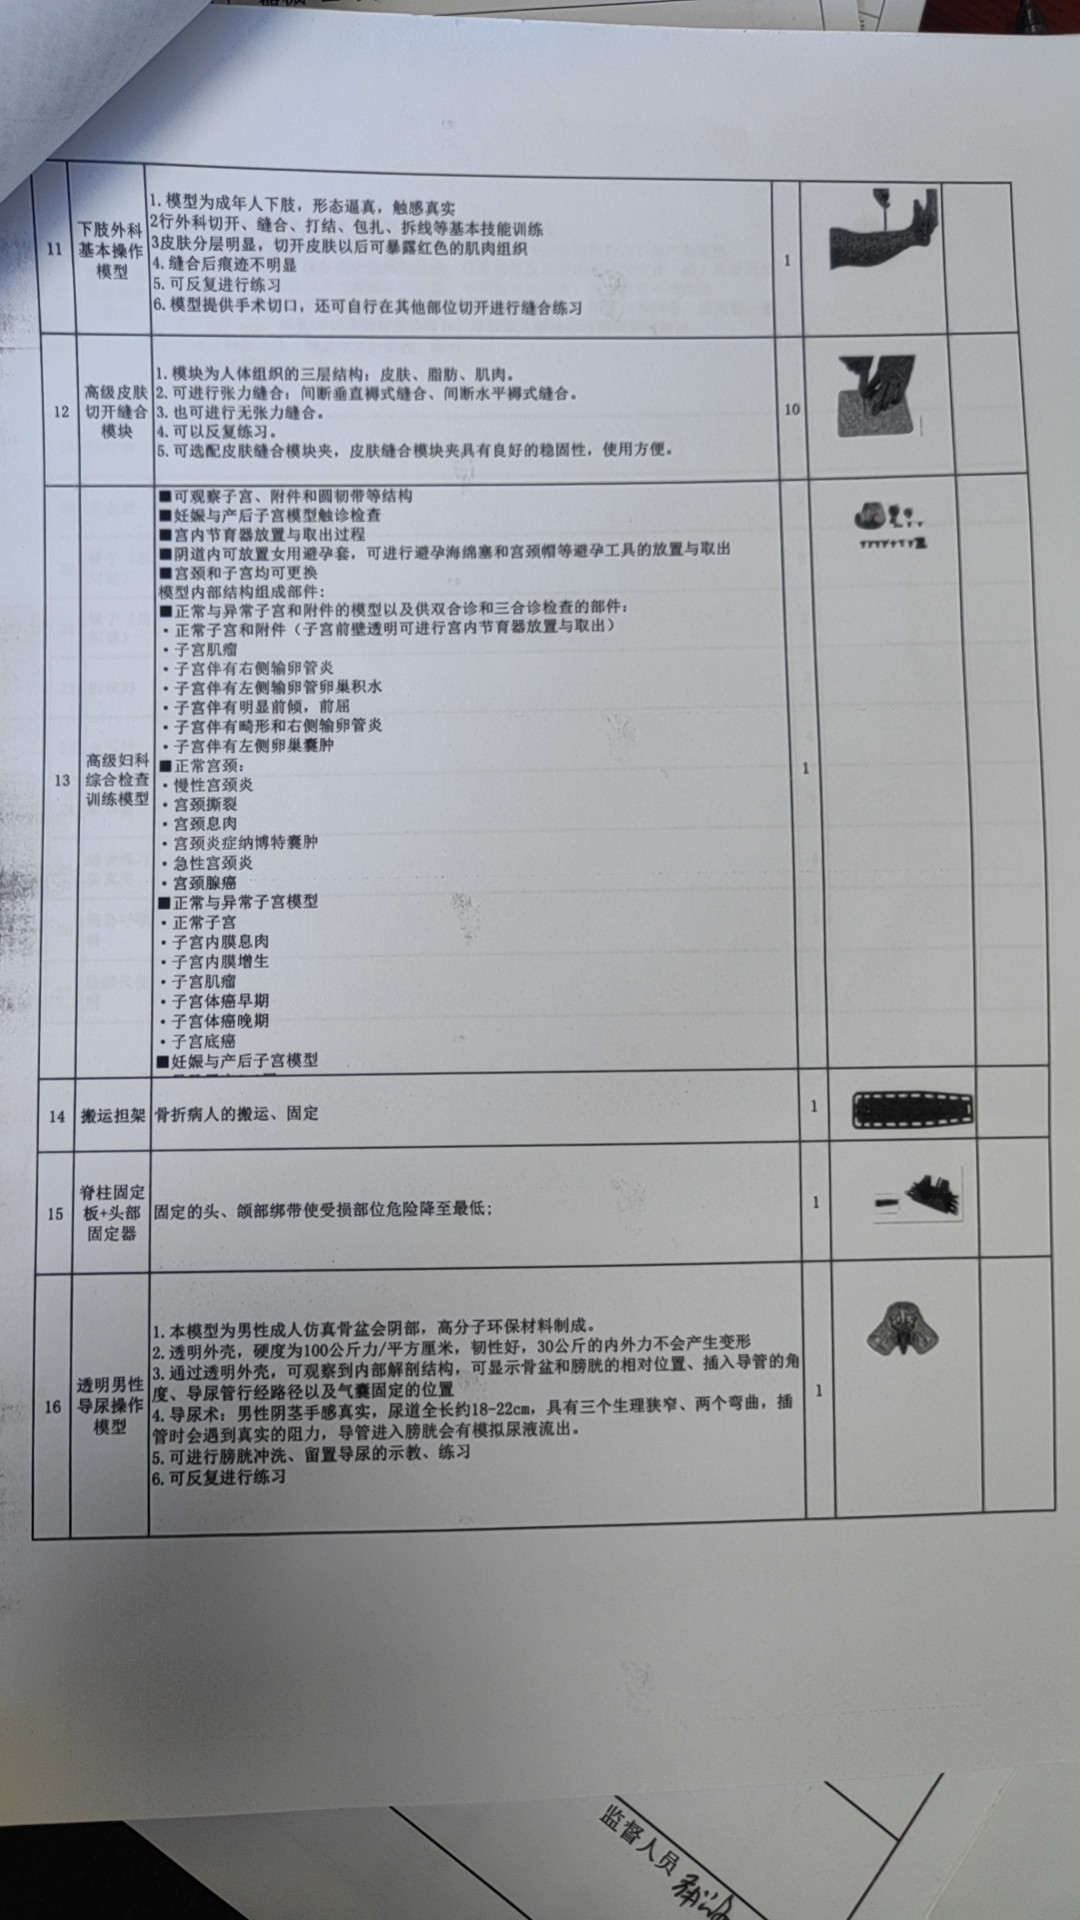 11
下肢外科
基本操作
模型
1.模型为成年人下肢，形态逼真，触感真实
2行外科切开、缝合、打结、包扎、拆线等基本技能训练
3皮肤分层明显，切开皮肤以后可暴露红色的肌肉组织
4.缝合后痕迹不明显
5.可反复进行练习
6.模型提供手术切口，还可自行在其他部位切开进行缝合练习
1
12
高级皮肤
切开缝合
模块
1.模块为人体组织的三层结构：皮肤、脂肪、肌肉。
2.可进行张力缝合：间断垂直褥式缝合、间断水平褥式缝合。
3.也可进行无张力缝合。
4.可以反复练习。
5.可选配皮肤缝合模块夹，皮肤缝合模块夹具有良好的稳固性，使用方便。
10
13
高级妇科
综合检查
训练模型
■可观察子宫、附件和圆韧带等结构
■妊娠与产后子宫模型触诊检查
■宫内节育器放置与取出过程
■阴道内可放置女用避孕套，可进行避孕海绵塞和宫颈帽等避孕工具的放置与取出
■宫颈和子宫均可更换
模型内部结构组成部件:
■正常与异常子宫和附件的模型以及供双合诊和三合诊检查的部件:
·正常子宫和附件（子宫前壁透明可进行宫内节育器放置与取出）
·子宫肌瘤
·子宫伴有右侧输卵管炎
·子宫伴有左侧输卵管卵巢积水
·子宫伴有明显前倾，前屈
·子宫伴有畸形和右侧输卵管炎
·子宫伴有左侧卵巢囊肿
■正常宫颈:
·慢性宫颈炎
·宫颈撕裂
·宫颈息肉
·宫颈炎症纳博特囊肿
·急性宫颈炎
·宫颈腺癌
■正常与异常子宫模型
·正常子宫
·子宫内膜息肉
·子宫内膜增生
·子宫肌瘤
·子宫体癌早期
·子宫体癌晚期
·子宫底癌
■妊娠与产后子宫模型
1
14
搬运担架
骨折病人的搬运、固定
1
15
脊柱固定
板+头部
固定器
固定的头、颌部绑带使受损部位危险降至最低;
1
16
透明男性
导尿操作
模型
1.本模型为男性成人仿真骨盆会阴部，高分子环保材料制成。
2.透明外壳，硬度为100公斤力/平方厘米，韧性好，30公斤的内外力不会产生变形
3.通过透明外壳，可观察到内部解剖结构，可显示骨盆和膀胱的相对位置、插入导管的角
度、导尿管行经路径以及气囊固定的位置
4.导尿术：男性阴茎手感真实，尿道全长约18-22cm，具有三个生理狭窄、两个弯曲，插
管时会遇到真实的阻力，导管进入膀胱会有模拟尿液流出。
5.可进行膀胱冲洗、留置导尿的示教、练习
6.可反复进行练习
1
监督人员